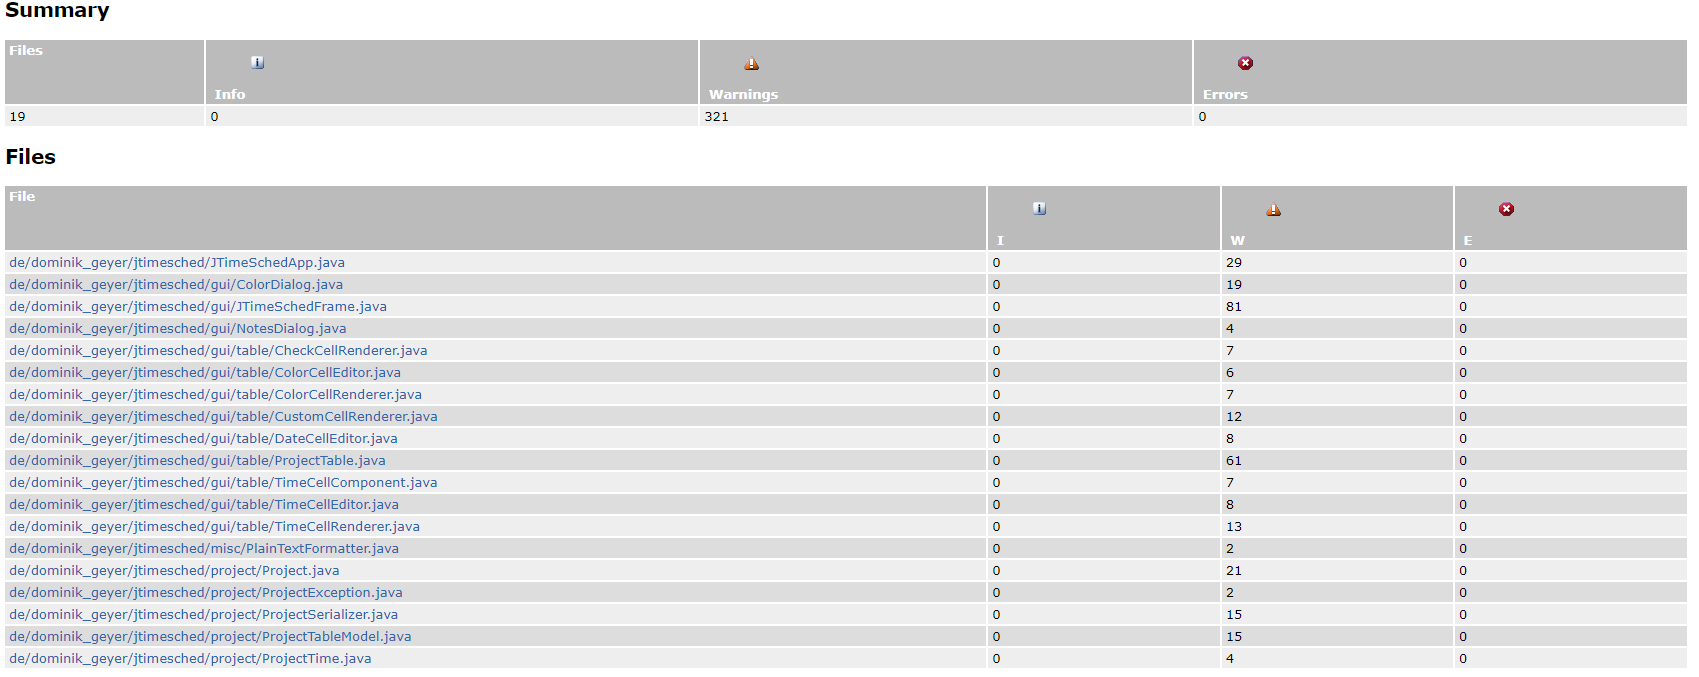 Summary
Files Info Warnings Errors
19 0 321 0
Files
File I W E
de/dominik_geyer/jtimesched/JTimeSchedApp.java 0 29 0
de/dominik_geyer/jtimesched/gui/ColorDialog.java 0 19 0
de/dominik_geyer/jtimesched/gui/JTimeSchedFrame.java 0 81 0
de/dominik_geyer/jtimesched/gui/NotesDialog.java 0 4 0
de/dominik_geyer/jtimesched/gui/table/CheckCellRenderer.java 0 7 0
de/dominik_geyer/jtimesched/gui/table/ColorCellEditor.java 0 6 0
de/dominik_geyer/jtimesched/gui/table/ColorCellRenderer.java 0 7 0
de/dominik_geyer/jtimesched/gui/table/CustomCellRenderer.java 0 12 0
de/dominik_geyer/jtimesched/gui/table/DateCellEditor.java 0 8 0
de/dominik_geyer/jtimesched/gui/table/ProjectTable.java 0 61 0
de/dominik_geyer/jtimesched/gui/table/TimeCellComponent.java 0 7 0
de/dominik_geyer/jtimesched/gui/table/TimeCellEditor.java 0 8 0
de/dominik_geyer/jtimesched/gui/table/TimeCellRenderer.java 0 13 0
de/dominik_geyer/jtimesched/misc/PlainTextFormatter.java 0 2 0
de/dominik_geyer/jtimesched/project/Project.java 0 21 0
de/dominik_geyer/jtimesched/project/ProjectException.java 0 2 0
de/dominik_geyer/jtimesched/project/ProjectSerializer.java 0 15 0
de/dominik_geyer/jtimesched/project/ProjectTableModel.java 0 15 0
de/dominik_geyer/jtimesched/project/ProjectTime.java 0 4 0